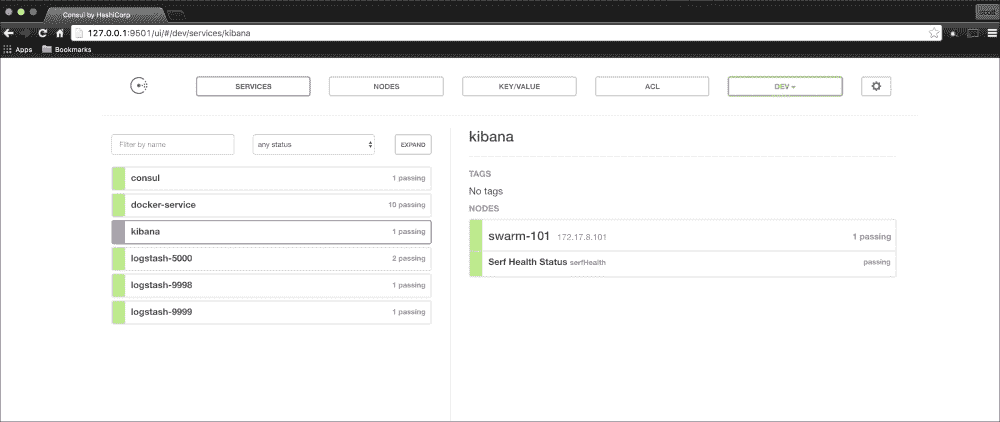 Consul by HashiCorp
127.0.0.1:9501/ui/#/dev/services/kibana
Apps Bookmarks
SERVICES NODES KEY/VALUE ACL DEV
Filter by name any status EXPAND
kibana
TAGS
No tags
NODES
swarm-101 172.17.8.101 1 passing
Serf Health Status serfHealth passing
consul 1 passing
docker-service 10 passing
kibana 1 passing
logstash-5000 2 passing
logstash-9998 1 passing
logstash-9999 1 passing